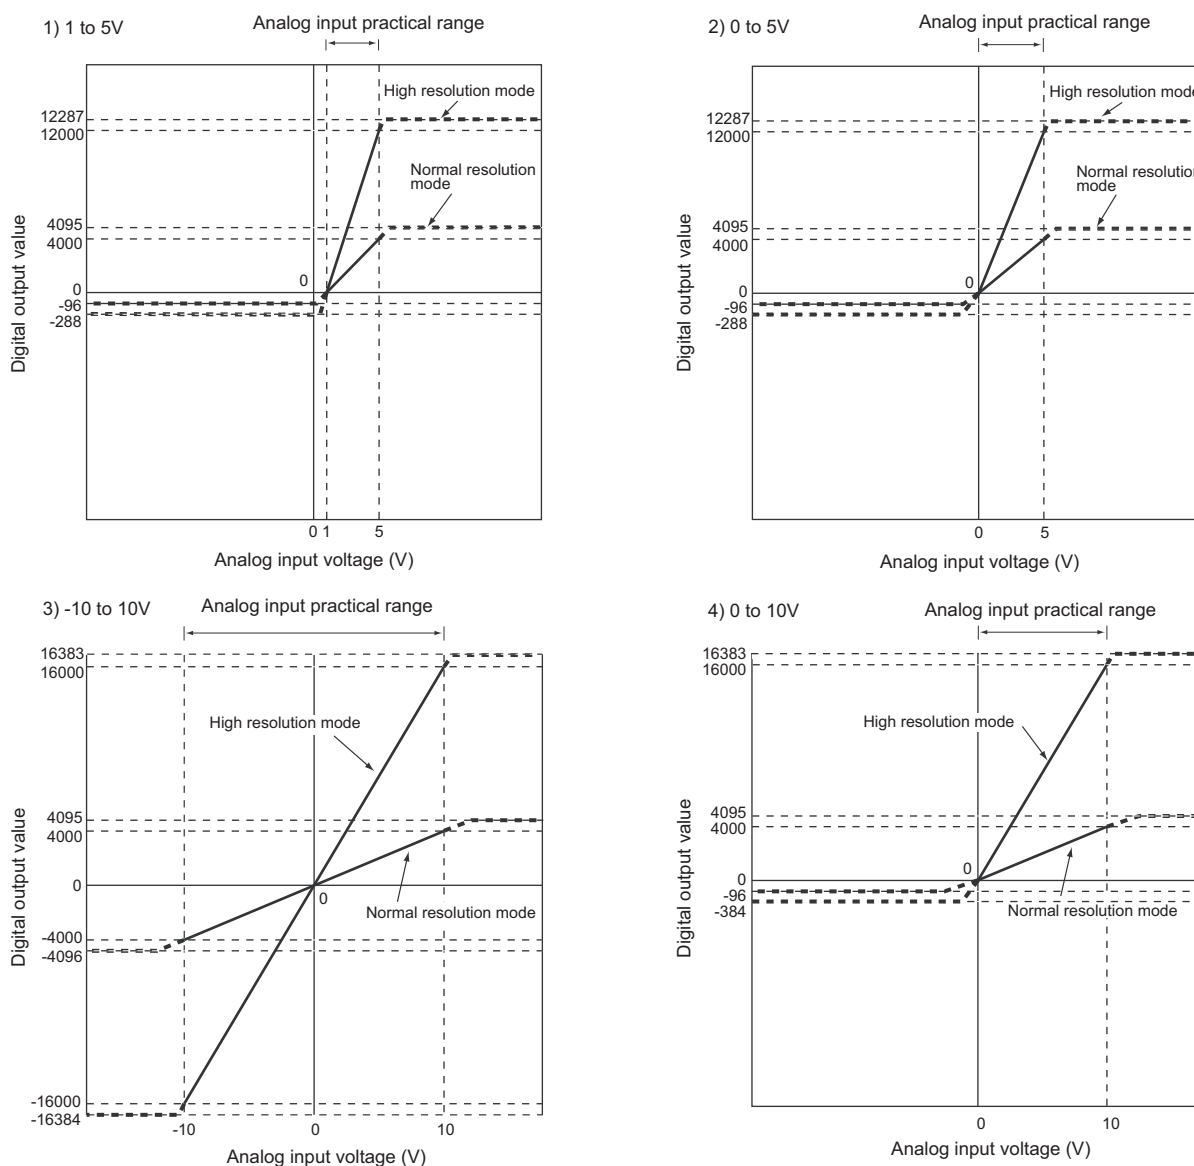 1) 1 to 5V
Analog input practical range
High resolution mode
Normal resolution
mode
12287
12000
4095
4000
0
0
-96
-288
Digital output value
0 1 5
Analog input voltage (V)
2) 0 to 5V
Analog input practical range
High resolution mode
Normal resolution
mode
12287
12000
4095
4000
0
0
-96
-288
Digital output value
0 5
Analog input voltage (V)
3) -10 to 10V
Analog input practical range
16383
16000
High resolution mode
4095
4000
0
0
Normal resolution mode
-4000
-4096
-16000
-16384
Digital output value
-10 0 10
Analog input voltage (V)
4) 0 to 10V
Analog input practical range
16383
16000
High resolution mode
4095
4000
0
0
-96
-384
Normal resolution mode
Digital output value
0 10
Analog input voltage (V)